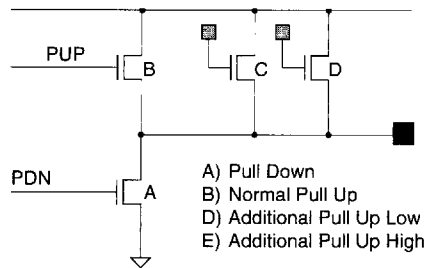 PUP
B
C
D
PDN
A
A) Pull Down
B) Normal Pull Up
D) Additional Pull Up Low
E) Additional Pull Up High